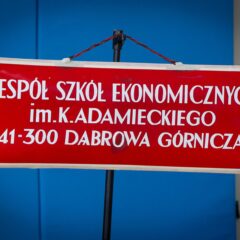 ESPÓŁ SZKÓŁ EKONOMICZNYC
im.K.ADAMIECKIEGO
41-300 DABROWA GÓRNICZA